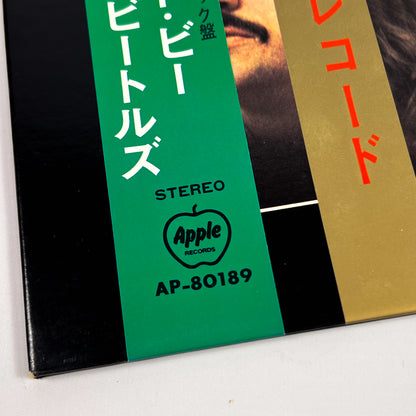 ック盤
ト・ビー
ビートルズ
レコード
STEREO
Apple
RECORDS
AP-80189